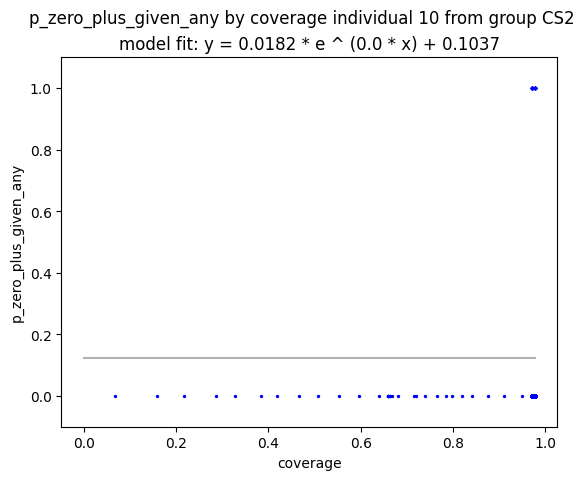 p_zero_plus_given_any by coverage individual 10 from group CS2
model fit: y = 0.0182 * e ^ (0.0 * x) + 0.1037
p_zero_plus_given_any
1.0
0.8
0.6
0.4
0.2
0.0
0.0 0.2 0.4 0.6 0.8 1.0
coverage